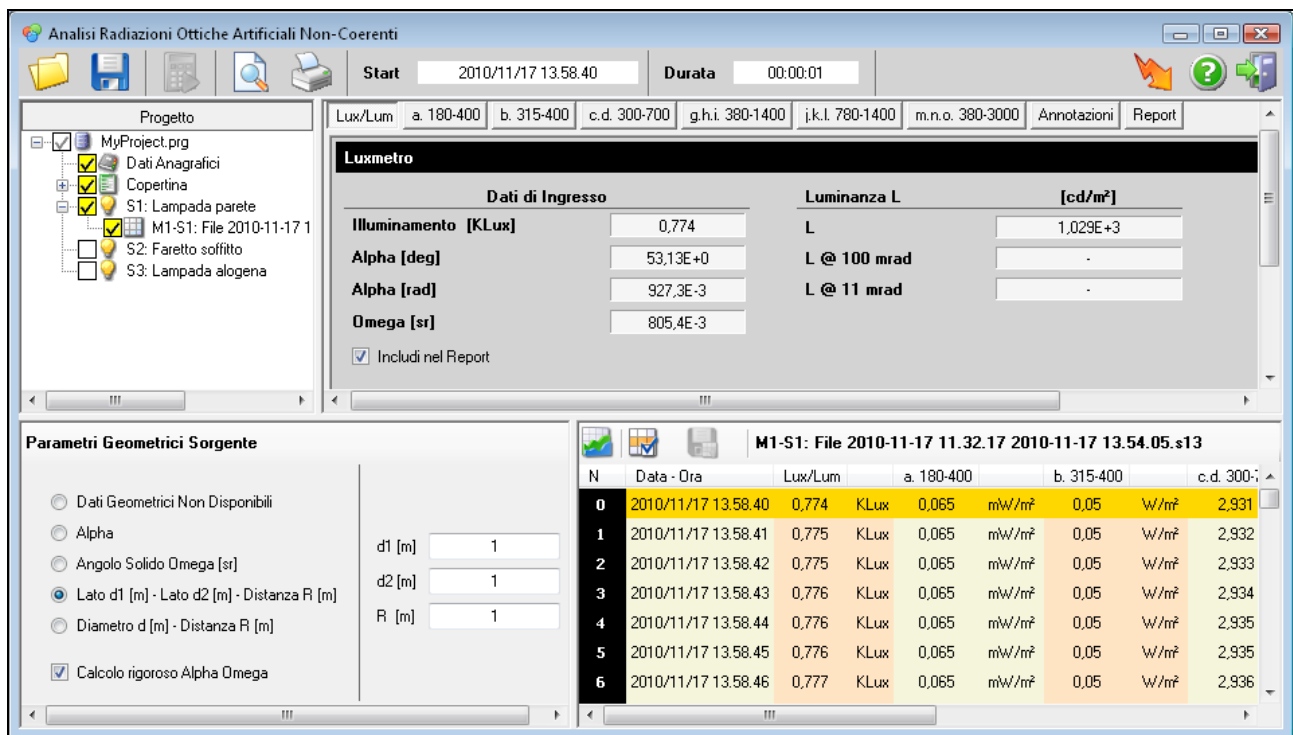 Analisi Radiazioni Ottiche Artificiali Non-Coerenti
Start 2010/11/17 13.58.40 Durata 00:00:01
Progetto
MyProject.prg
Dati Anagrafici
Copertina
S1: Lampada parete
M1-S1: File 2010-11-17 1
S2: Faretto soffitto
S3: Lampada alogena
Lux/Lum a. 180-400 b. 315-400 c.d. 300-700 g.h.i. 380-1400 j.k.l. 780-1400 m.n.o. 380-3000 Annotazioni Report
Luxmetro
Dati di Ingresso Luminanza L [cd/m²]
Illuminamento [KLux] 0,774 L 1,029E+3
Alpha [deg] 53,13E+0 L @ 100 mrad -
Alpha [rad] 927,3E-3 L @ 11 mrad -
Omega [sr] 805,4E-3
Includi nel Report
Parametri Geometrici Sorgente
Dati Geometrici Non Disponibili
Alpha
Angolo Solido Omega [sr]
Lato d1 [m] - Lato d2 [m] - Distanza R [m]
Diametro d [m] - Distanza R [m]
Calcolo rigoroso Alpha Omega
d1 [m] 1
d2 [m] 1
R [m] 1
M1-S1: File 2010-11-17 11.32.17 2010-11-17 13.54.05.s13
N Data - Ora Lux/Lum a. 180-400 b. 315-400 c.d. 300-7
0 2010/11/17 13.58.40 0,774 KLux 0,065 mW/m² 0,05 W/m² 2,931
1 2010/11/17 13.58.41 0,775 KLux 0,065 mW/m² 0,05 W/m² 2,932
2 2010/11/17 13.58.42 0,775 KLux 0,065 mW/m² 0,05 W/m² 2,933
3 2010/11/17 13.58.43 0,776 KLux 0,065 mW/m² 0,05 W/m² 2,934
4 2010/11/17 13.58.44 0,776 KLux 0,065 mW/m² 0,05 W/m² 2,935
5 2010/11/17 13.58.45 0,776 KLux 0,065 mW/m² 0,05 W/m² 2,935
6 2010/11/17 13.58.46 0,777 KLux 0,065 mW/m² 0,05 W/m² 2,936